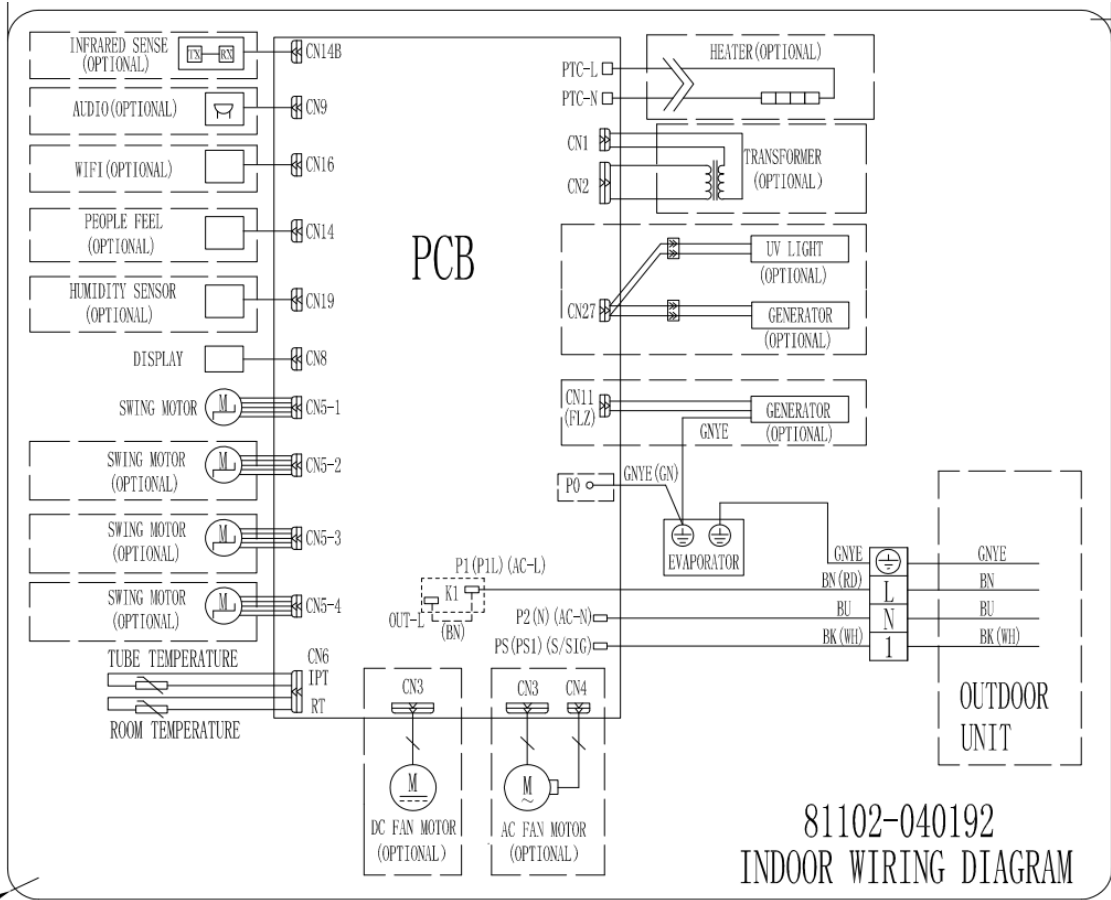 INFRARED SENSE
(OPTIONAL)
TX
RX
CN14B
AUDIO(OPTIONAL)
CN9
WIFI(OPTIONAL)
CN16
PEOPLE FEEL
(OPTIONAL)
CN14
HUMIDITY SENSOR
(OPTIONAL)
CN19
DISPLAY
CN8
SWING MOTOR
M
CN5-1
SWING MOTOR
(OPTIONAL)
M
CN5-2
SWING MOTOR
(OPTIONAL)
M
CN5-3
SWING MOTOR
(OPTIONAL)
M
CN5-4
TUBE TEMPERATURE
CN6
IPT
RT
ROOM TEMPERATURE
PCB
HEATER(OPTIONAL)
PTC-L
PTC-N
CN1
CN2
TRANSFORMER
(OPTIONAL)
CN27
UV LIGHT
(OPTIONAL)
GENERATOR
(OPTIONAL)
CN11
(FLZ)
GENERATOR
(OPTIONAL)
GNYE
P0
GNYE(GN)
EVAPORATOR
P1(P1L)(AC-L)
K1
OUT-L
(BN)
P2(N)(AC-N)
PS(PS1)(S/SIG)
GNYE
BN(RD)
BU
BK(WH)
L
N
1
GNYE
BN
BU
BK(WH)
OUTDOOR
UNIT
CN3
M
DC FAN MOTOR
(OPTIONAL)
CN3
CN4
M
~
AC FAN MOTOR
(OPTIONAL)
81102-040192
INDOOR WIRING DIAGRAM